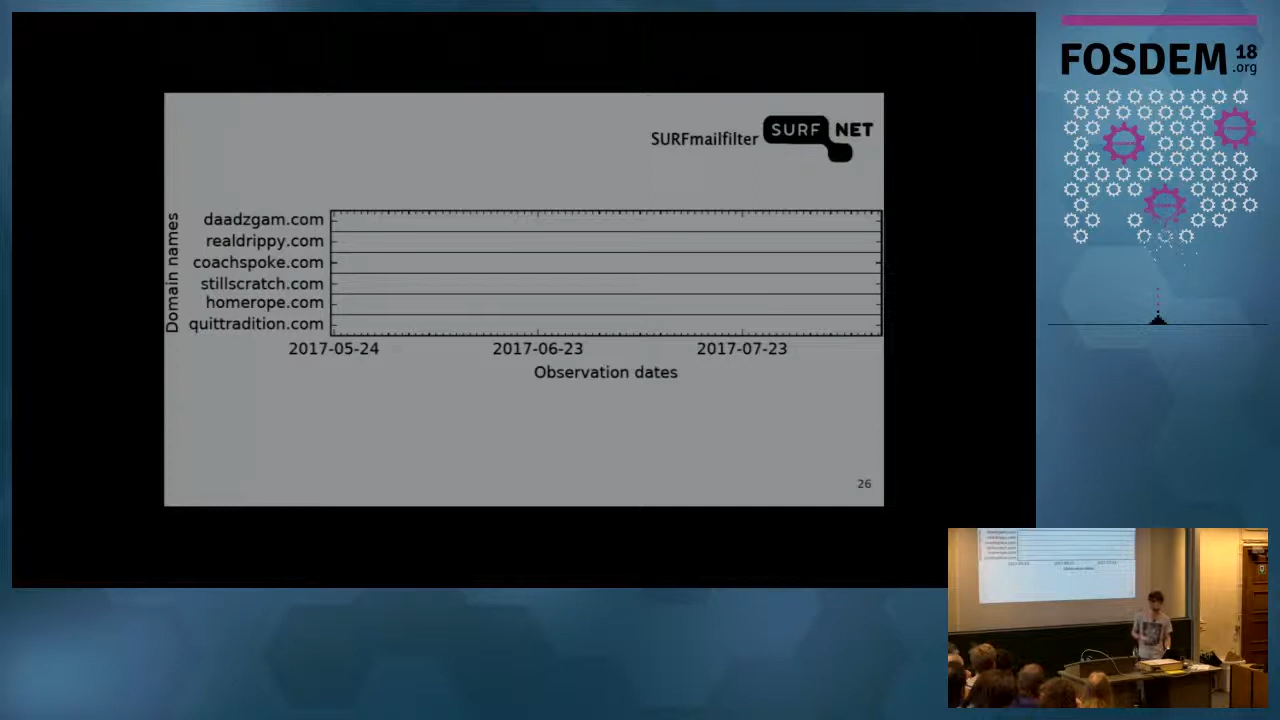 FOSDEM 18
.org
SURFmailfilter SURF NET
Domain names
daadzgam.com
realdrippy.com
coachspoke.com
stillscratch.com
homerope.com
quittradition.com
2017-05-24 2017-06-23 2017-07-23
Observation dates
26